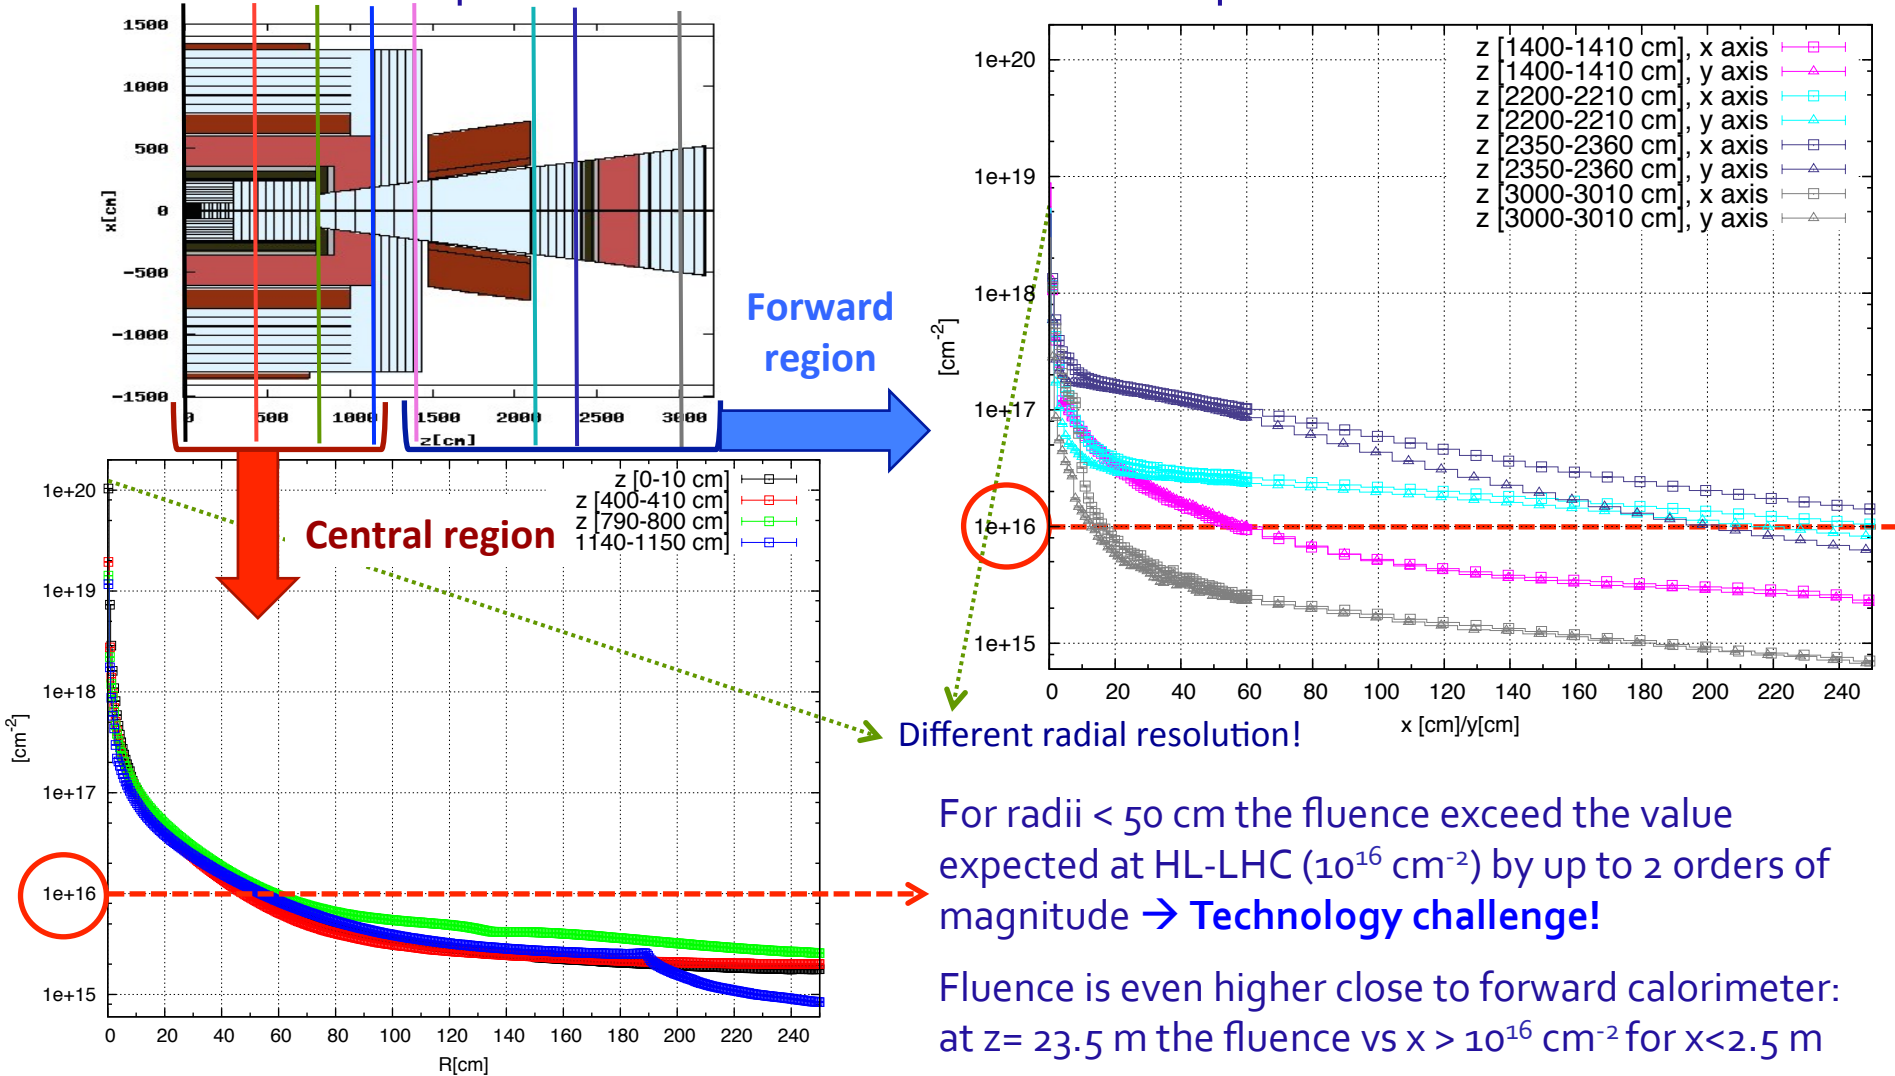 1500
1000
500
0
-500
-1000
-1500
x[cm]
0 500 1000 1500 2000 2500 3000
z[cm]
Forward
region
z [1400-1410 cm], x axis
z [1400-1410 cm], y axis
z [2200-2210 cm], x axis
z [2200-2210 cm], y axis
z [2350-2360 cm], x axis
z [2350-2360 cm], y axis
z [3000-3010 cm], x axis
z [3000-3010 cm], y axis
1e+20
1e+19
1e+18
1e+17
1e+16
1e+15
[cm-2]
0 20 40 60 80 100 120 140 160 180 200 220 240
x [cm]/y[cm]
z [0-10 cm]
z [400-410 cm]
z [790-800 cm]
1140-1150 cm]
Central region
1e+20
1e+19
1e+18
1e+17
1e+16
1e+15
[cm-2]
0 20 40 60 80 100 120 140 160 180 200 220 240
R[cm]
Different radial resolution!
For radii < 50 cm the fluence exceed the value
expected at HL-LHC (10^16 cm^-2) by up to 2 orders of
magnitude → Technology challenge!
Fluence is even higher close to forward calorimeter:
at z= 23.5 m the fluence vs x > 10^16 cm^-2 for x<2.5 m